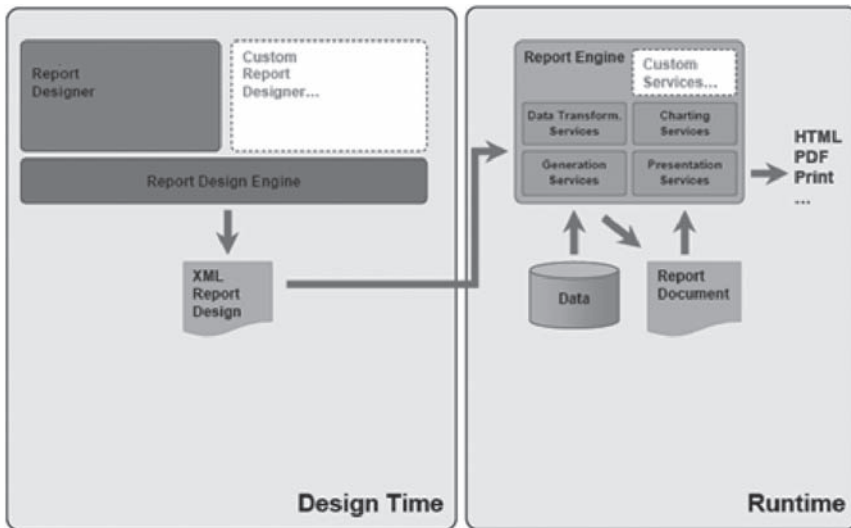 Report
Designer
Custom
Report
Designer...
Report Design Engine
XML
Report
Design
Design Time
Report Engine
Custom
Services...
Data Transform.
Services
Charting
Services
Generation
Services
Presentation
Services
HTML
PDF
Print
...
Data
Report
Document
Runtime